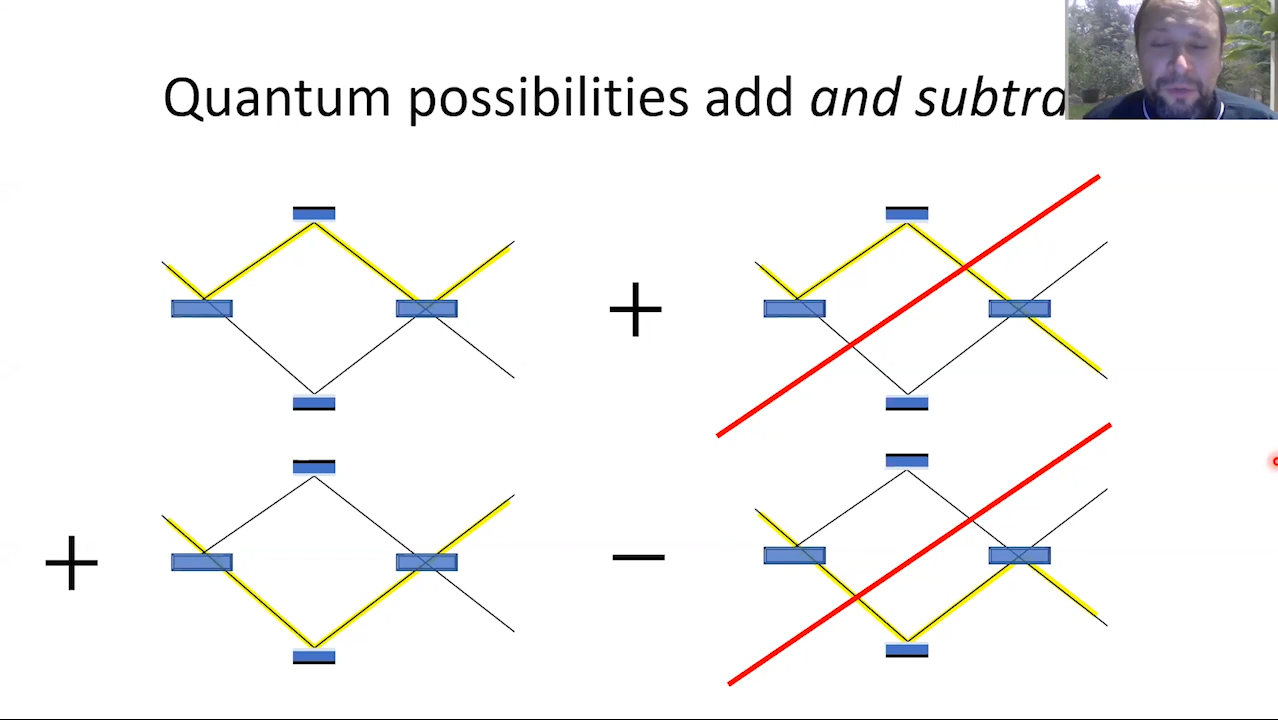 Quantum possibilities add and subtra
+
+
−